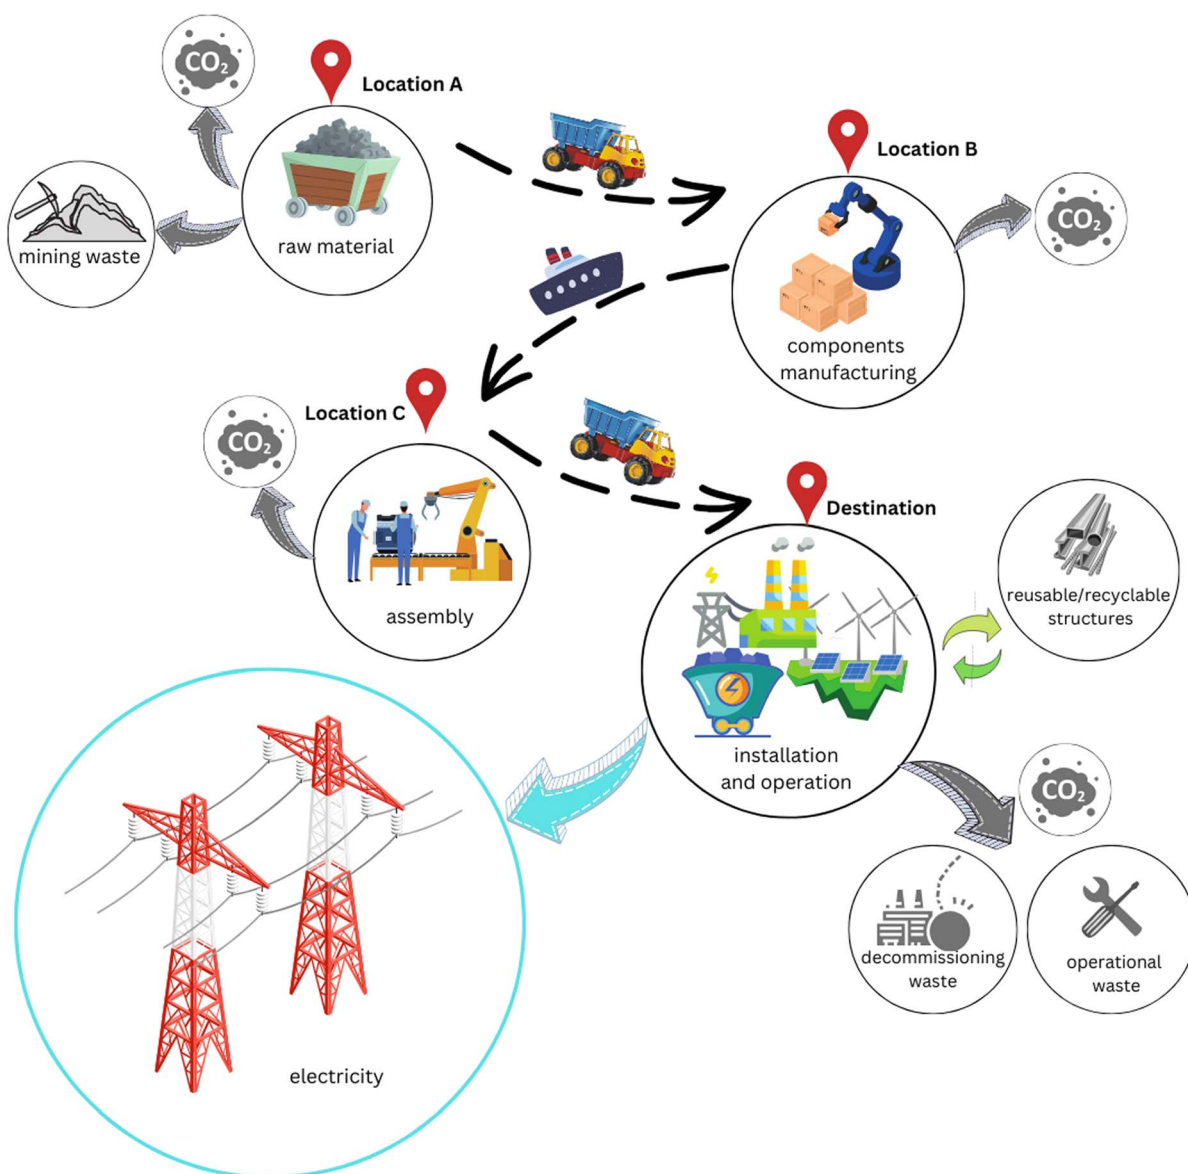 CO₂
Location A
raw material
mining waste
Location B
CO₂
components
manufacturing
Location C
CO₂
assembly
Destination
installation
and operation
reusable/recyclable
structures
CO₂
decommissioning
waste
operational
waste
electricity